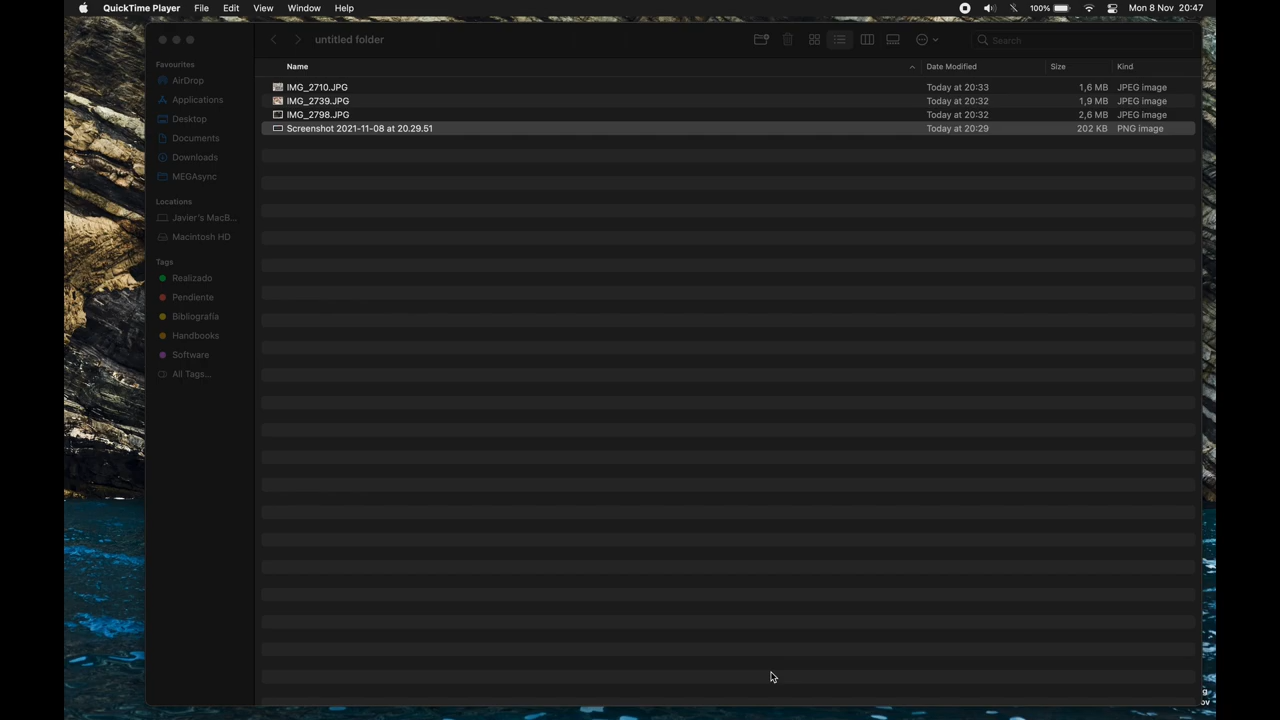 QuickTime Player File Edit View Window Help 100% Mon 8 Nov 20:47
untitled folder
Search
Favourites
AirDrop
Applications
Desktop
Documents
Downloads
MEGAsync
Locations
Javier's MacB...
Macintosh HD
Tags
Realizado
Pendiente
Bibliografía
Handbooks
Software
All Tags...
Name Date Modified Size Kind
IMG_2710.JPG Today at 20:33 1,6 MB JPEG image
IMG_2739.JPG Today at 20:32 1,9 MB JPEG image
IMG_2798.JPG Today at 20:32 2,6 MB JPEG image
Screenshot 2021-11-08 at 20.29.51 Today at 20:29 202 KB PNG image